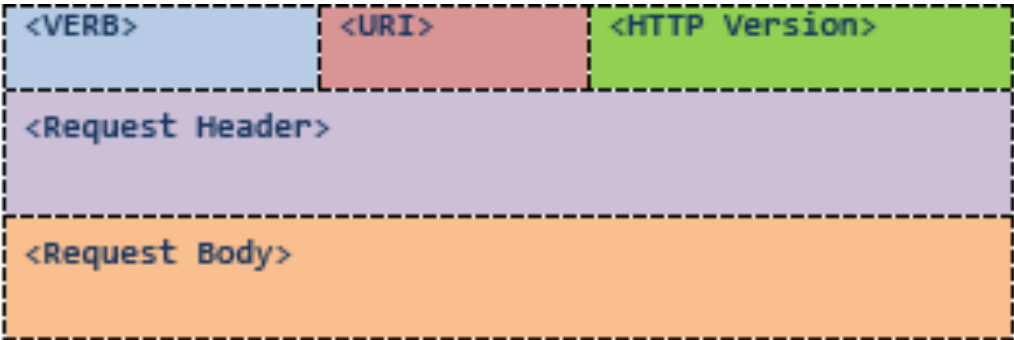 <VERB> <URI> <HTTP Version>
<Request Header>
<Request Body>